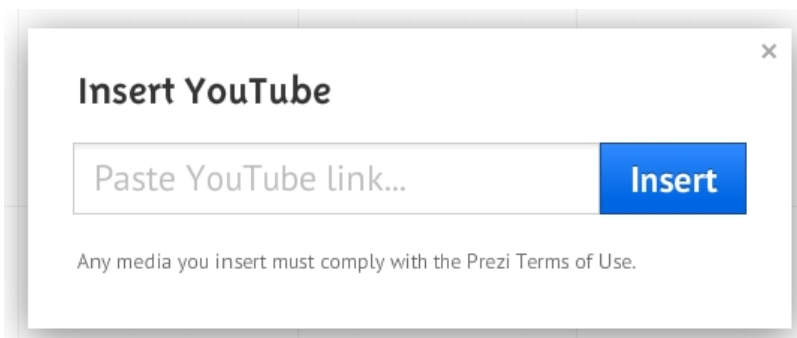 ×
Insert YouTube
Paste YouTube link...
Insert
Any media you insert must comply with the Prezi Terms of Use.